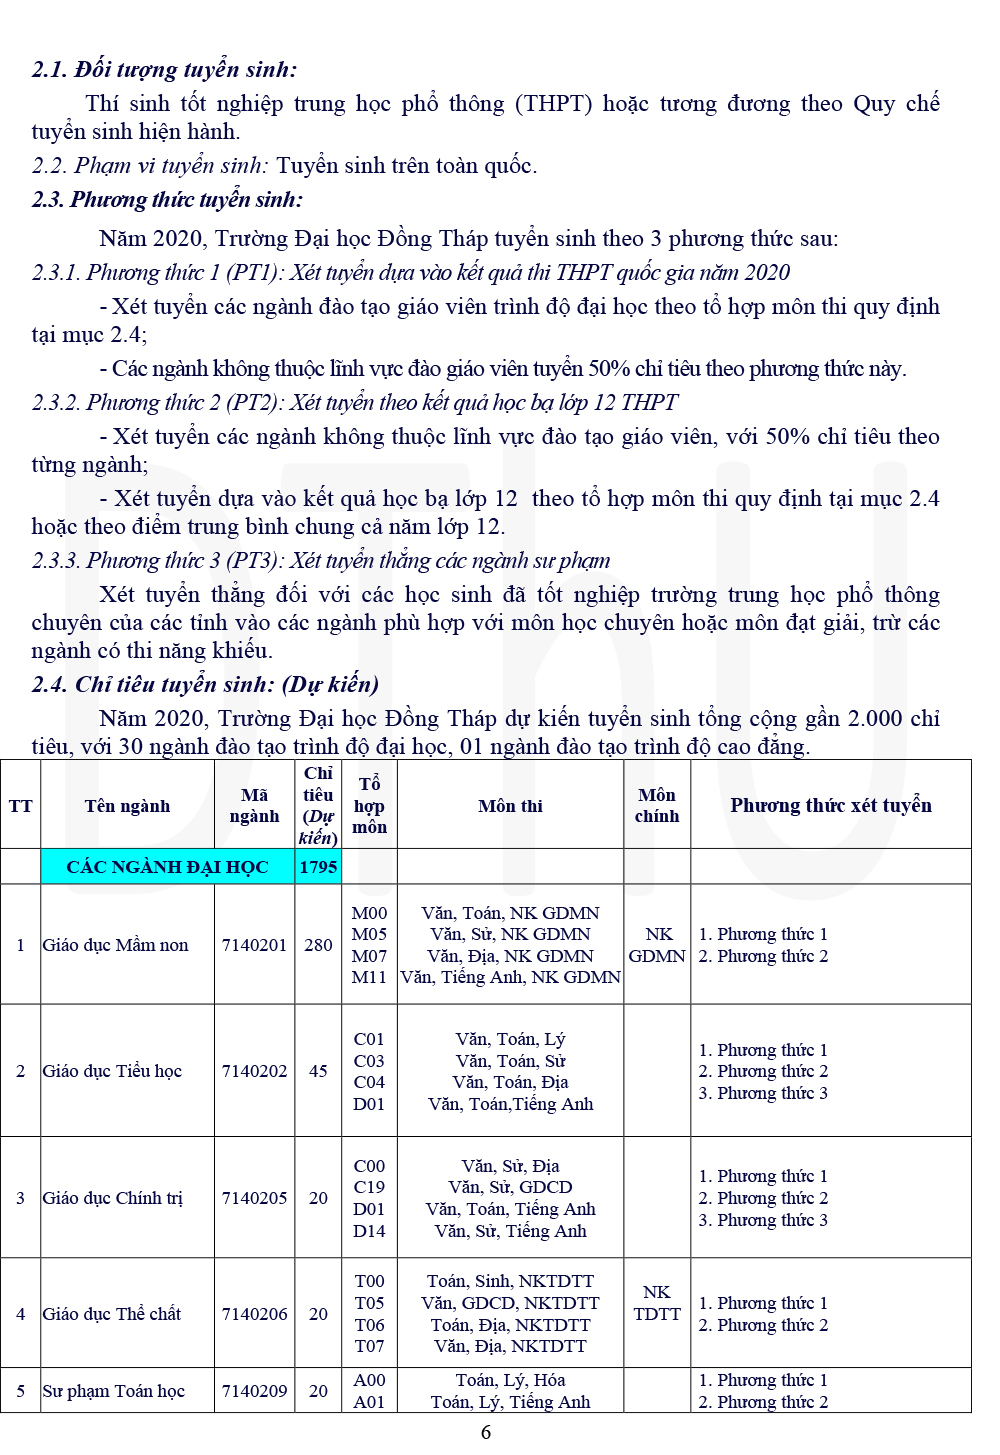 2.1. Đối tượng tuyển sinh:
Thí sinh tốt nghiệp trung học phổ thông (THPT) hoặc tương đương theo Quy chế
tuyển sinh hiện hành.
2.2. Phạm vi tuyển sinh: Tuyển sinh trên toàn quốc.
2.3. Phương thức tuyển sinh:
Năm 2020, Trường Đại học Đồng Tháp tuyển sinh theo 3 phương thức sau:
2.3.1. Phương thức 1 (PT1): Xét tuyển dựa vào kết quả thi THPT quốc gia năm 2020
- Xét tuyển các ngành đào tạo giáo viên trình độ đại học theo tổ hợp môn thi quy định
tại mục 2.4;
- Các ngành không thuộc lĩnh vực đào giáo viên tuyển 50% chỉ tiêu theo phương thức này.
2.3.2. Phương thức 2 (PT2): Xét tuyển theo kết quả học bạ lớp 12 THPT
- Xét tuyển các ngành không thuộc lĩnh vực đào tạo giáo viên, với 50% chỉ tiêu theo
từng ngành;
- Xét tuyển dựa vào kết quả học bạ lớp 12 theo tổ hợp môn thi quy định tại mục 2.4
hoặc theo điểm trung bình chung cả năm lớp 12.
2.3.3. Phương thức 3 (PT3): Xét tuyển thẳng các ngành sư phạm
Xét tuyển thẳng đối với các học sinh đã tốt nghiệp trường trung học phổ thông
chuyên của các tỉnh vào các ngành phù hợp với môn học chuyên hoặc môn đạt giải, trừ các
ngành có thi năng khiếu.
2.4. Chỉ tiêu tuyển sinh: (Dự kiến)
Năm 2020, Trường Đại học Đồng Tháp dự kiến tuyển sinh tổng cộng gần 2.000 chỉ
tiêu, với 30 ngành đào tạo trình độ đại học, 01 ngành đào tạo trình độ cao đẳng.
TT
Tên ngành
Mã
ngành
Chỉ
tiêu
(Dự
kiến)
Tổ
hợp
môn
Môn thi
Môn
chính
Phương thức xét tuyển
CÁC NGÀNH ĐẠI HỌC 1795
1 Giáo dục Mầm non 7140201 280
M00 Văn, Toán, NK GDMN
M05 Văn, Sử, NK GDMN
M07 Văn, Địa, NK GDMN
M11 Văn, Tiếng Anh, NK GDMN
NK
GDMN
1. Phương thức 1
2. Phương thức 2
2 Giáo dục Tiểu học 7140202 45
C01 Văn, Toán, Lý
C03 Văn, Toán, Sử
C04 Văn, Toán, Địa
D01 Văn, Toán,Tiếng Anh
1. Phương thức 1
2. Phương thức 2
3. Phương thức 3
3 Giáo dục Chính trị 7140205 20
C00 Văn, Sử, Địa
C19 Văn, Sử, GDCD
D01 Văn, Toán, Tiếng Anh
D14 Văn, Sử, Tiếng Anh
1. Phương thức 1
2. Phương thức 2
3. Phương thức 3
4 Giáo dục Thể chất 7140206 20
T00 Toán, Sinh, NKTDTT
T05 Văn, GDCD, NKTDTT
T06 Toán, Địa, NKTDTT
T07 Văn, Địa, NKTDTT
NK
TDTT
1. Phương thức 1
2. Phương thức 2
5 Sư phạm Toán học 7140209 20
A00 Toán, Lý, Hóa
A01 Toán, Lý, Tiếng Anh
1. Phương thức 1
2. Phương thức 2
6
DThU